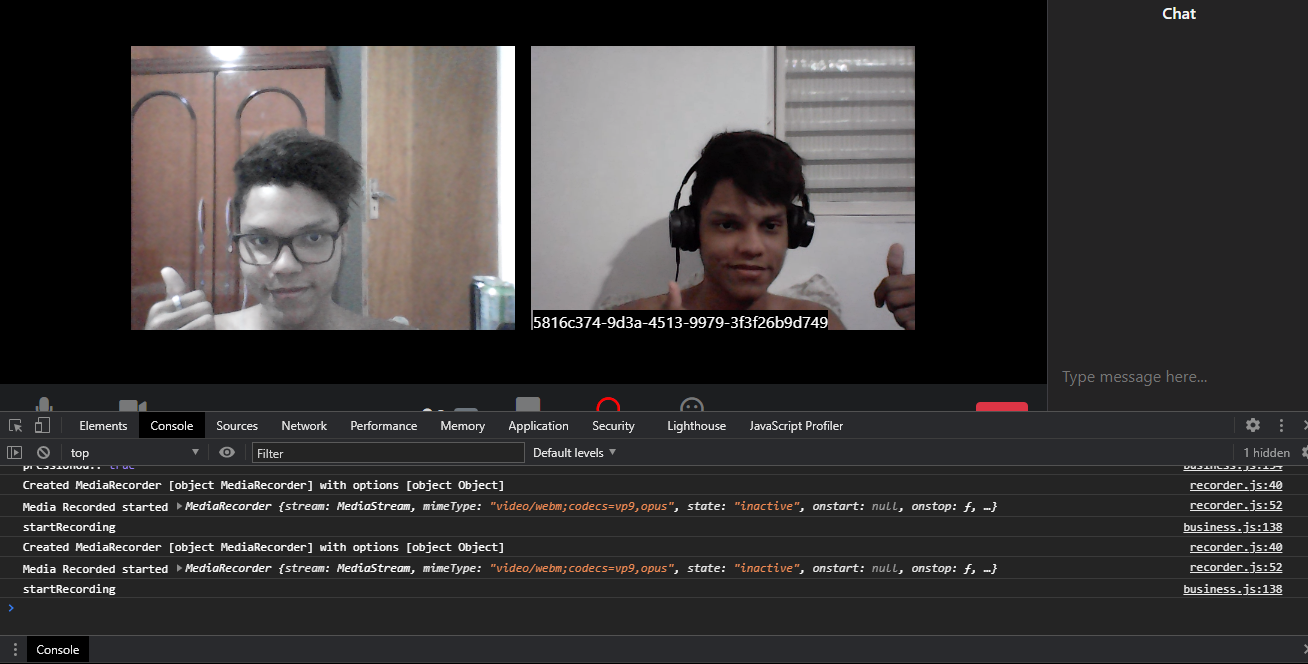 Chat
5816c374-9d3a-4513-9979-3f3f26b9d749
Type message here...
Elements Console Sources Network Performance Memory Application Security Lighthouse JavaScript Profiler
top Filter Default levels 1 hidden
pressionou:: true business.js:134
Created MediaRecorder [object MediaRecorder] with options [object Object] recorder.js:40
Media Recorded started MediaRecorder {stream: MediaStream, mimeType: "video/webm;codecs=vp9,opus", state: "inactive", onstart: null, onstop: ƒ, …} recorder.js:52
startRecording business.js:138
Created MediaRecorder [object MediaRecorder] with options [object Object] recorder.js:40
Media Recorded started MediaRecorder {stream: MediaStream, mimeType: "video/webm;codecs=vp9,opus", state: "inactive", onstart: null, onstop: ƒ, …} recorder.js:52
startRecording business.js:138
Console